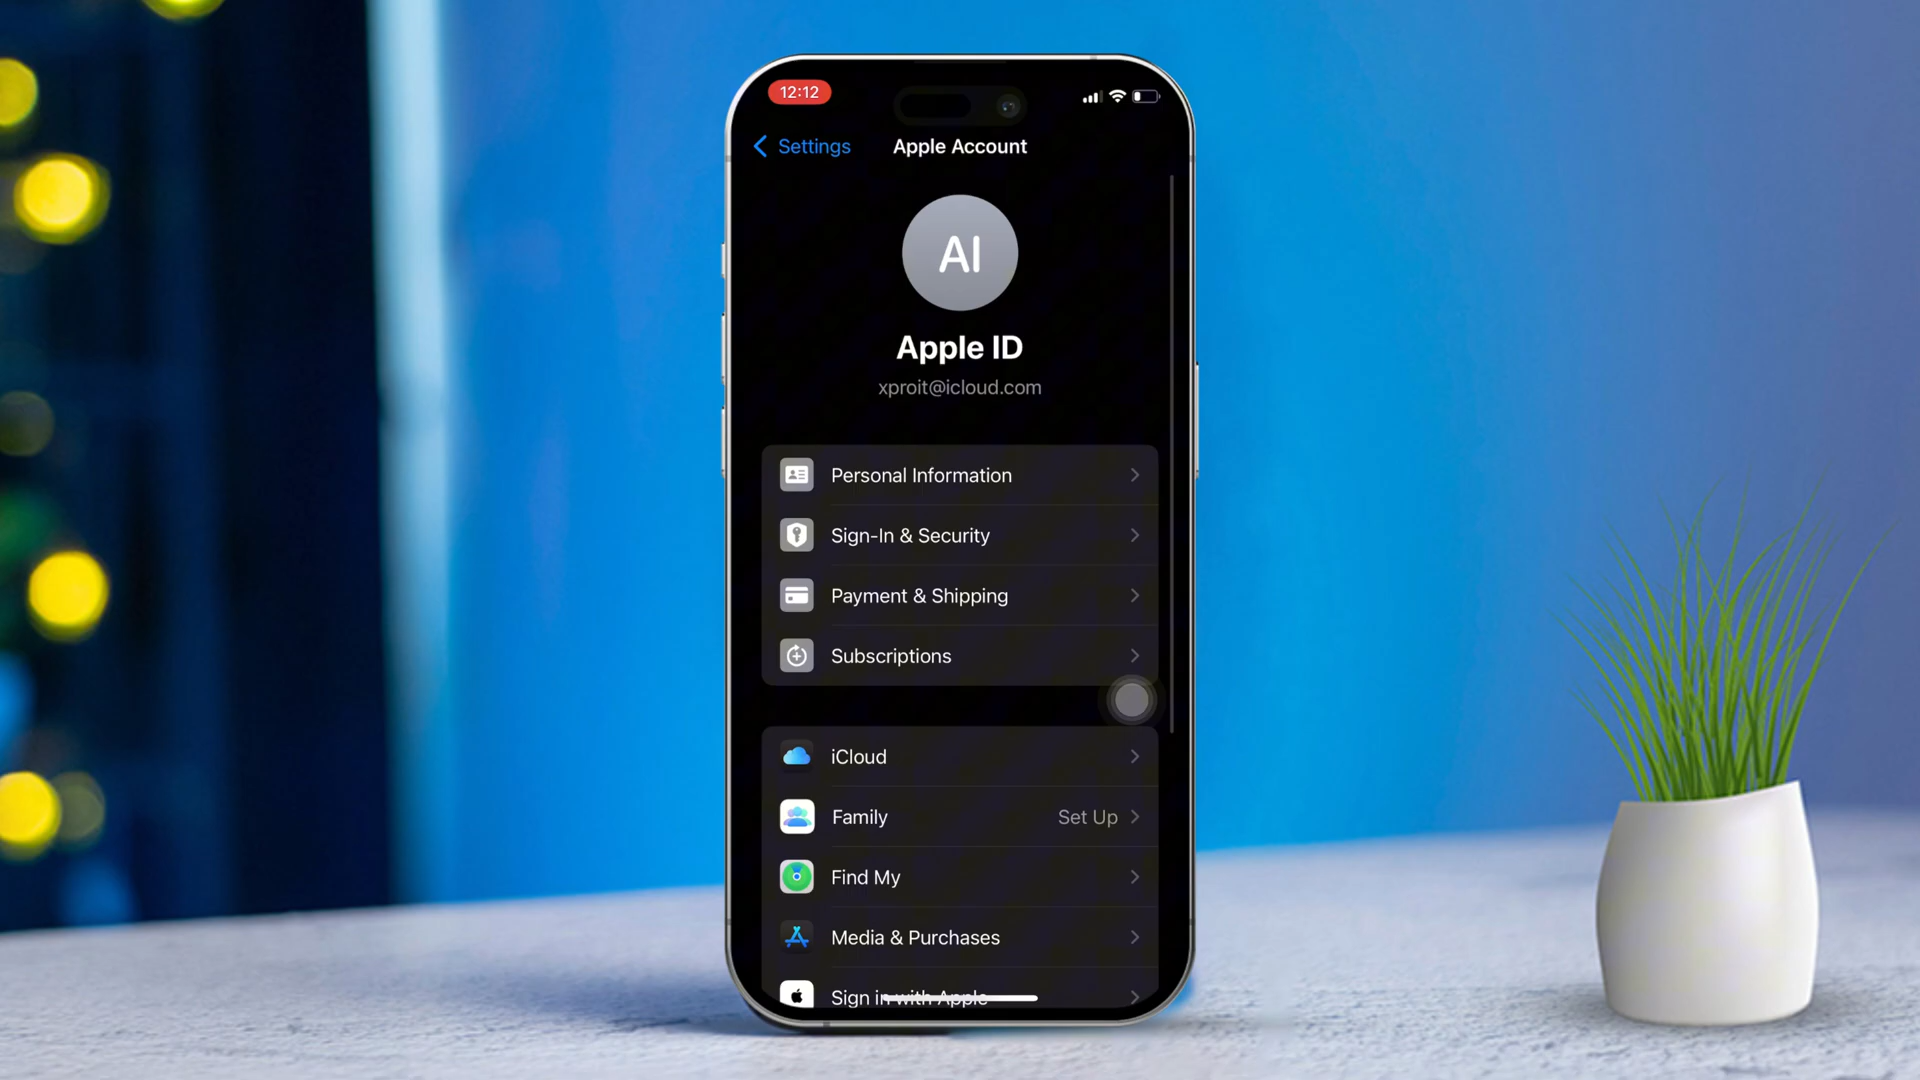 12:12
Settings
Apple Account
AI
Apple ID
xproit@icloud.com
Personal Information
Sign-In & Security
Payment & Shipping
Subscriptions
iCloud
Family Set Up
Find My
Media & Purchases
Sign in with Apple